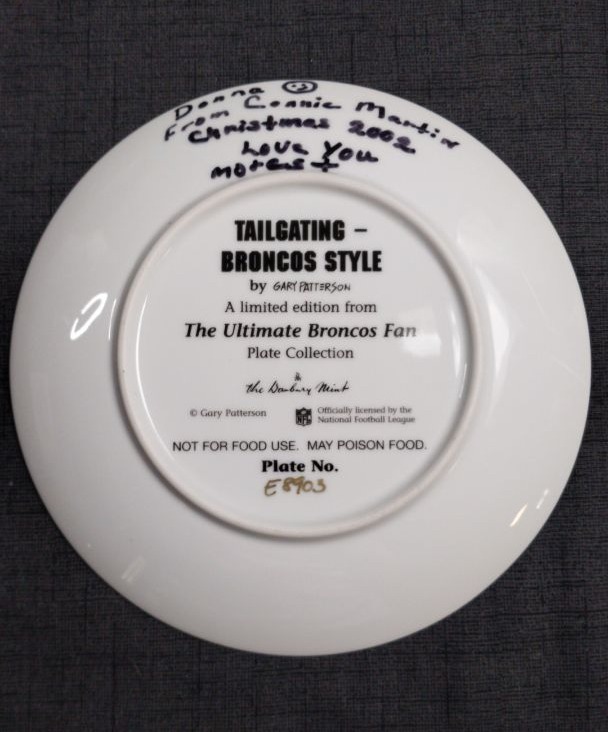 Donna
From Connie Martin
Christmas 2002
Love You
TAILGATING –
BRONCOS STYLE
by GARY PATTERSON
A limited edition from
The Ultimate Broncos Fan
Plate Collection
the Danbury Mint
© Gary Patterson
NFL
Officially licensed by the
National Football League
NOT FOR FOOD USE. MAY POISON FOOD.
Plate No.
E8903